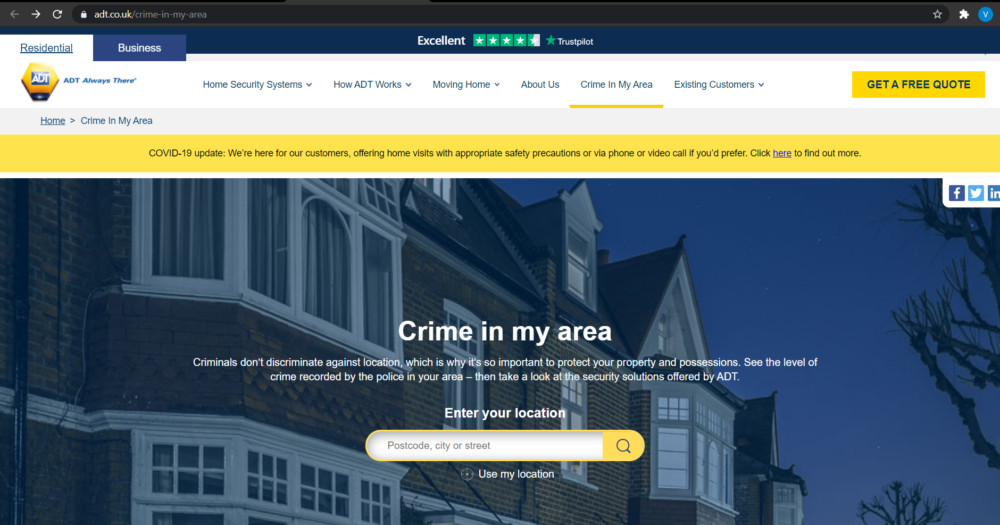 adt.co.uk/crime-in-my-area
V
Residential
Business
Excellent
Trustpilot
ADT
ADT Always There®
Home Security Systems
How ADT Works
Moving Home
About Us
Crime In My Area
Existing Customers
GET A FREE QUOTE
Home > Crime In My Area
COVID-19 update: We’re here for our customers, offering home visits with appropriate safety precautions or via phone or video call if you’d prefer. Click here to find out more.
f
in
Crime in my area
Criminals don’t discriminate against location, which is why it’s so important to protect your property and possessions. See the level of
crime recorded by the police in your area – then take a look at the security solutions offered by ADT.
Enter your location
Postcode, city or street
Use my location